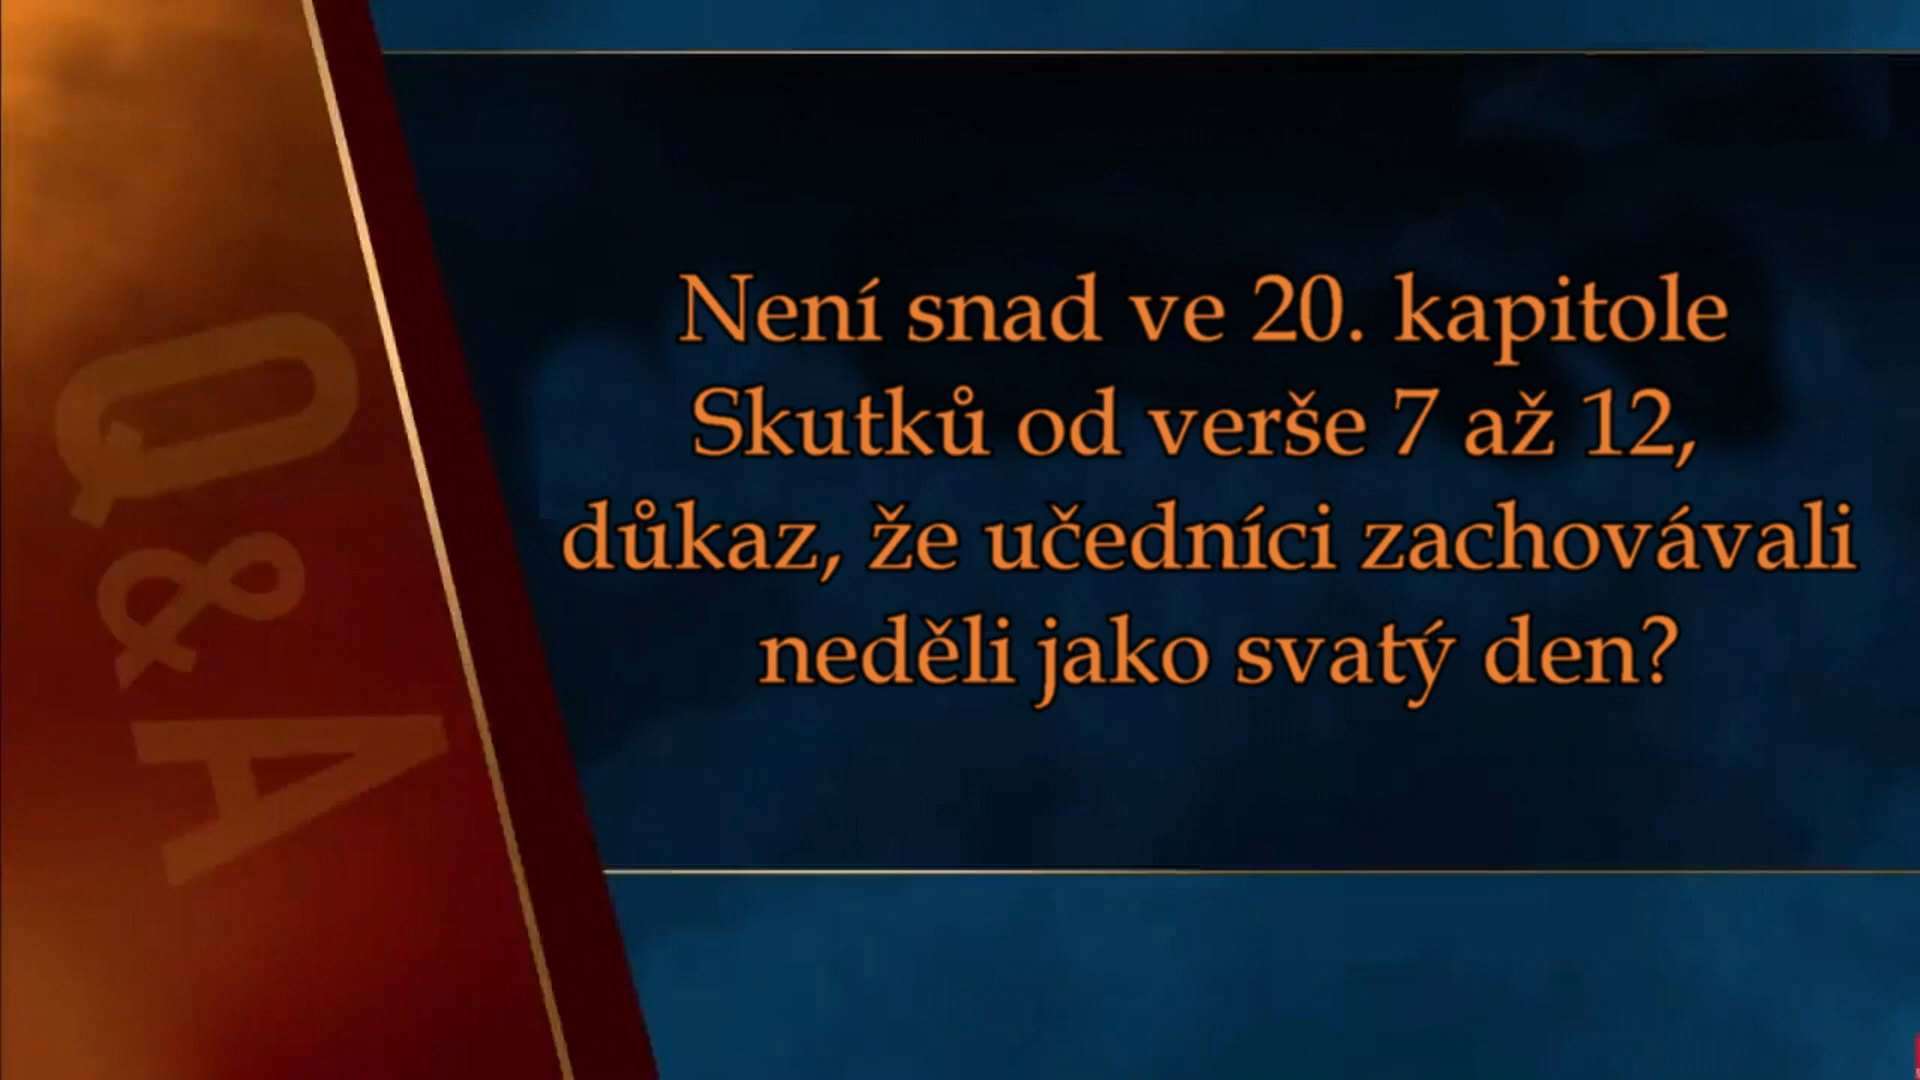 Q&A
Není snad ve 20. kapitole
Skutků od verše 7 až 12,
důkaz, že učedníci zachovávali
neděli jako svatý den?